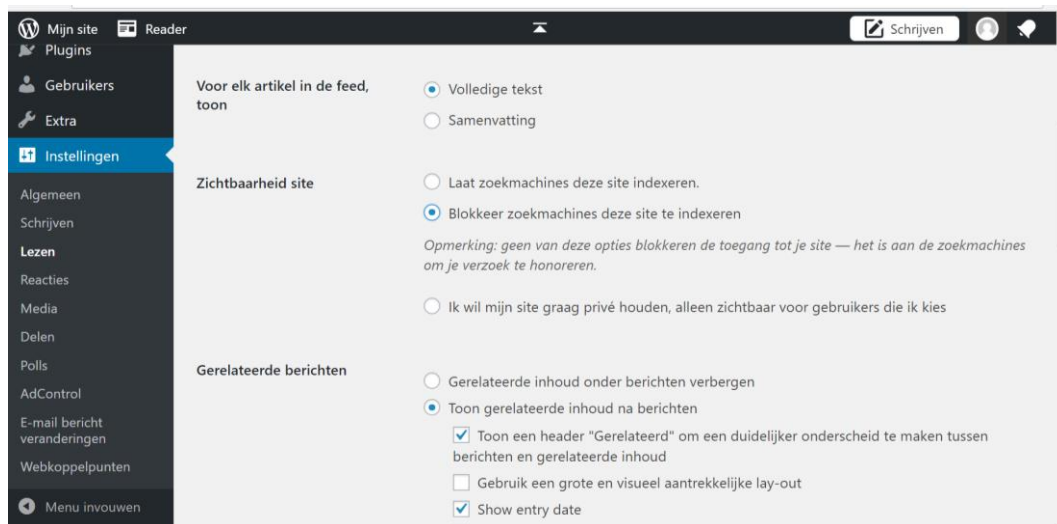 Mijn site
Reader
Schrijven
Plugins
Gebruikers
Extra
Instellingen
Algemeen
Schrijven
Lezen
Reacties
Media
Delen
Polls
AdControl
E-mail bericht
veranderingen
Webkoppelpunten
Menu invouwen
Voor elk artikel in de feed,
toon
Volledige tekst
Samenvatting
Zichtbaarheid site
Laat zoekmachines deze site indexeren.
Blokkeer zoekmachines deze site te indexeren
Opmerking: geen van deze opties blokkeren de toegang tot je site — het is aan de zoekmachines
om je verzoek te honoreren.
Ik wil mijn site graag privé houden, alleen zichtbaar voor gebruikers die ik kies
Gerelateerde berichten
Gerelateerde inhoud onder berichten verbergen
Toon gerelateerde inhoud na berichten
Toon een header "Gerelateerd" om een duidelijker onderscheid te maken tussen
berichten en gerelateerde inhoud
Gebruik een grote en visueel aantrekkelijke lay-out
Show entry date